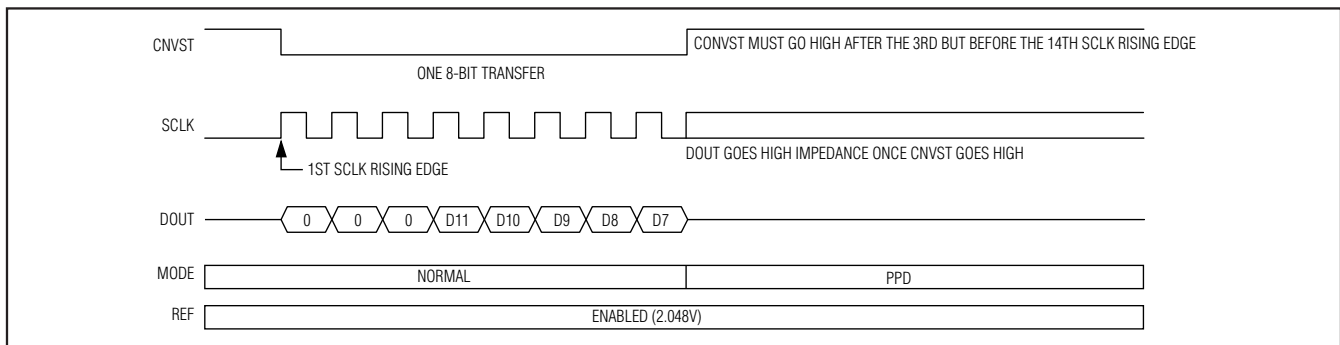 CNVST
CONVST MUST GO HIGH AFTER THE 3RD BUT BEFORE THE 14TH SCLK RISING EDGE
ONE 8-BIT TRANSFER
SCLK
DOUT GOES HIGH IMPEDANCE ONCE CNVST GOES HIGH
1ST SCLK RISING EDGE
DOUT 0 0 0 D11 D10 D9 D8 D7
MODE NORMAL PPD
REF ENABLED (2.048V)